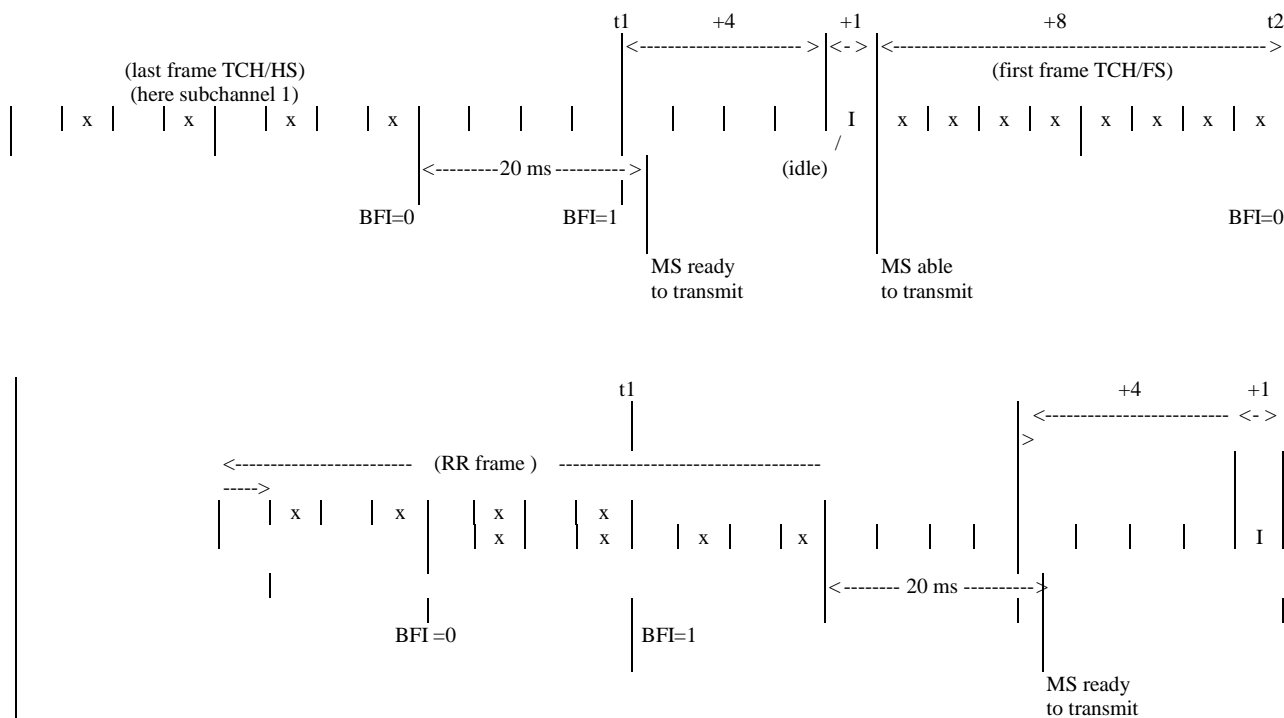 t1 +4 +1 +8 t2
<---------------------- > <- > <------------------------------------------------- >
(last frame TCH/HS) (first frame TCH/FS)
(here subchannel 1)
x x x x I x x x x x x x x
/
<---------20 ms ---------- > (idle)
BFI=0 BFI=1 BFI=0
MS ready MS able
to transmit to transmit
t1 +4 +1
<---------------------- <- >
>
<------------------------ (RR frame ) ---------------------------------
----->
x x x x
x x x x I
<-------- 20 ms ---------->
BFI =0 BFI=1
MS ready
to transmit